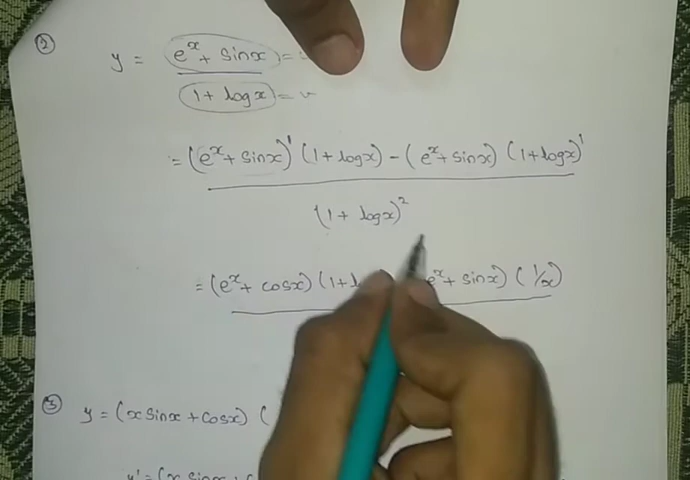 ②
y = e^x + sinx =
1 + logx = v
= (e^x + sinx)' (1 + logx) - (e^x + sinx) (1 + logx)'
(1 + logx)^2
= (e^x + cosx) (1 + e^x + sinx) (1/x)
③ y = (x sinx + cosx) (
y' = (x sinx +